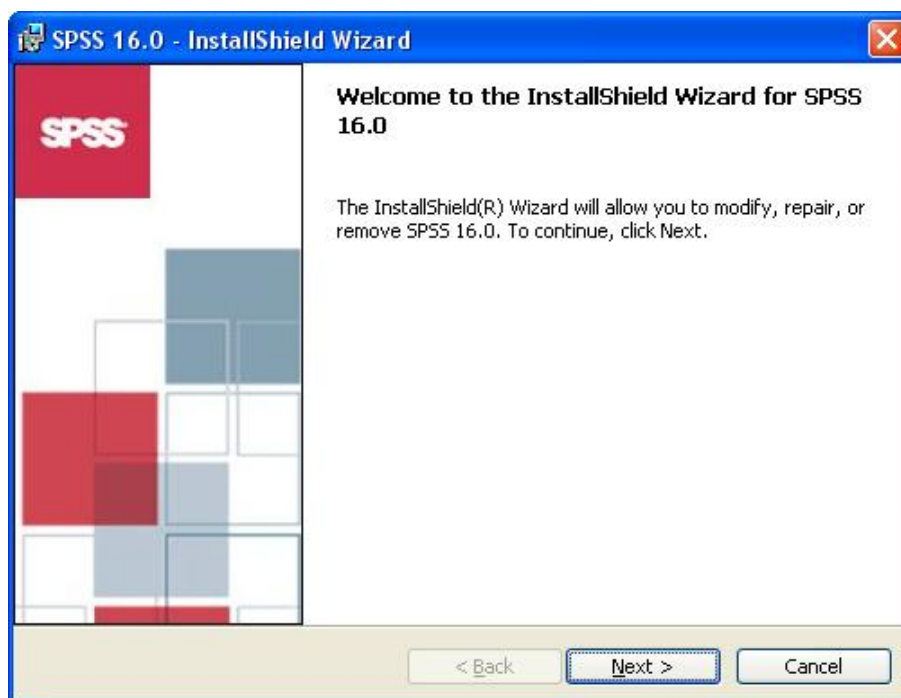 SPSS 16.0 - InstallShield Wizard
SPSS
Welcome to the InstallShield Wizard for SPSS
16.0
The InstallShield(R) Wizard will allow you to modify, repair, or
remove SPSS 16.0. To continue, click Next.
< Back
Next >
Cancel